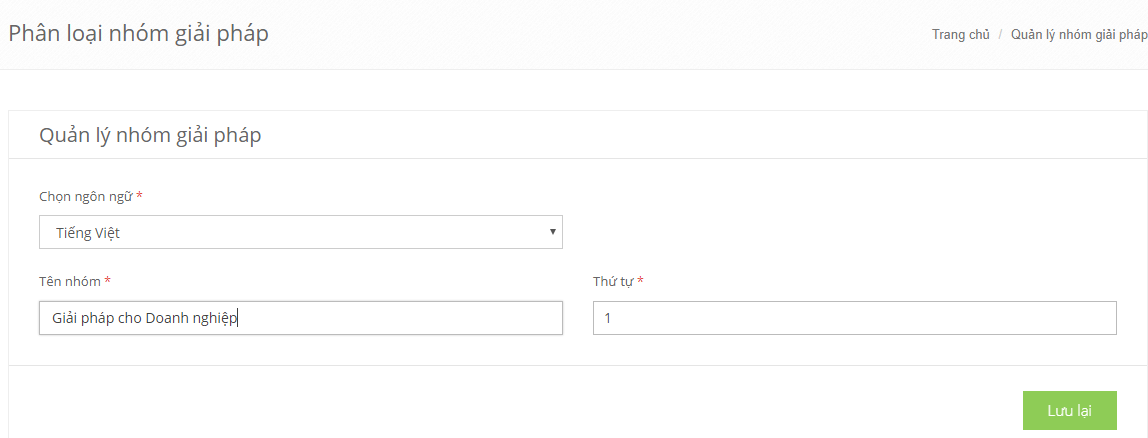 Phân loại nhóm giải pháp
Trang chủ / Quản lý nhóm giải pháp
Quản lý nhóm giải pháp
Chọn ngôn ngữ *
Tiếng Việt
Tên nhóm *
Thứ tự *
Giải pháp cho Doanh nghiệp
1
Lưu lại